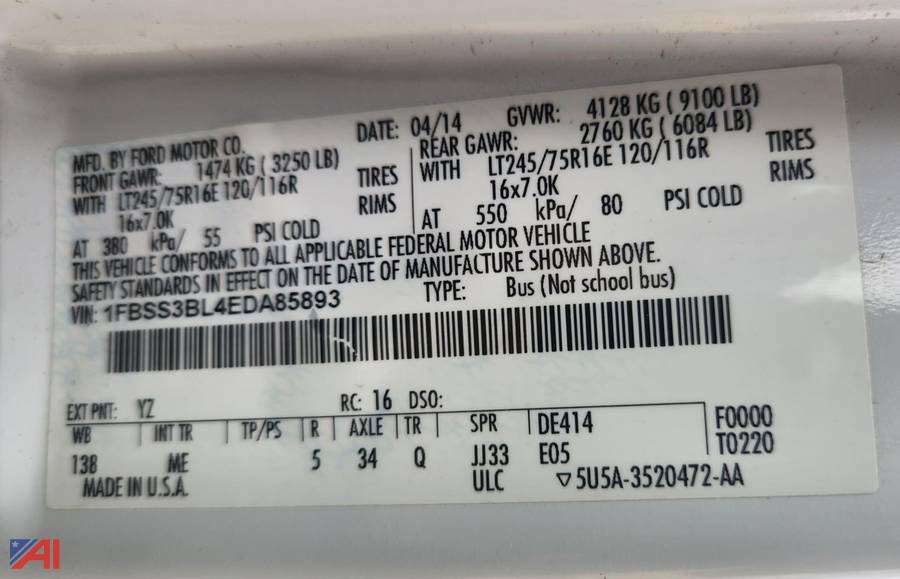 MFD. BY FORD MOTOR CO. DATE: 04/14 GVWR: 4128 KG ( 9100 LB)
FRONT GAWR: 1474 KG ( 3250 LB) REAR GAWR: 2760 KG ( 6084 LB)
WITH LT245/75R16E 120/116R TIRES WITH LT245/75R16E 120/116R TIRES
16x7.0K RIMS 16x7.0K RIMS
AT 380 kPa/ 55 PSI COLD AT 550 kPa/ 80 PSI COLD
THIS VEHICLE CONFORMS TO ALL APPLICABLE FEDERAL MOTOR VEHICLE
SAFETY STANDARDS IN EFFECT ON THE DATE OF MANUFACTURE SHOWN ABOVE.
VIN: 1FBSS3BL4EDA85893 TYPE: Bus (Not school bus)
EXT PNT: YZ RC: 16 DSO:
WB INT TR TP/PS R AXLE TR SPR DE414 F0000
138 ME 5 34 Q JJ33 E05 T0220
MADE IN U.S.A. ULC ▽5U5A-3520472-AA
AI